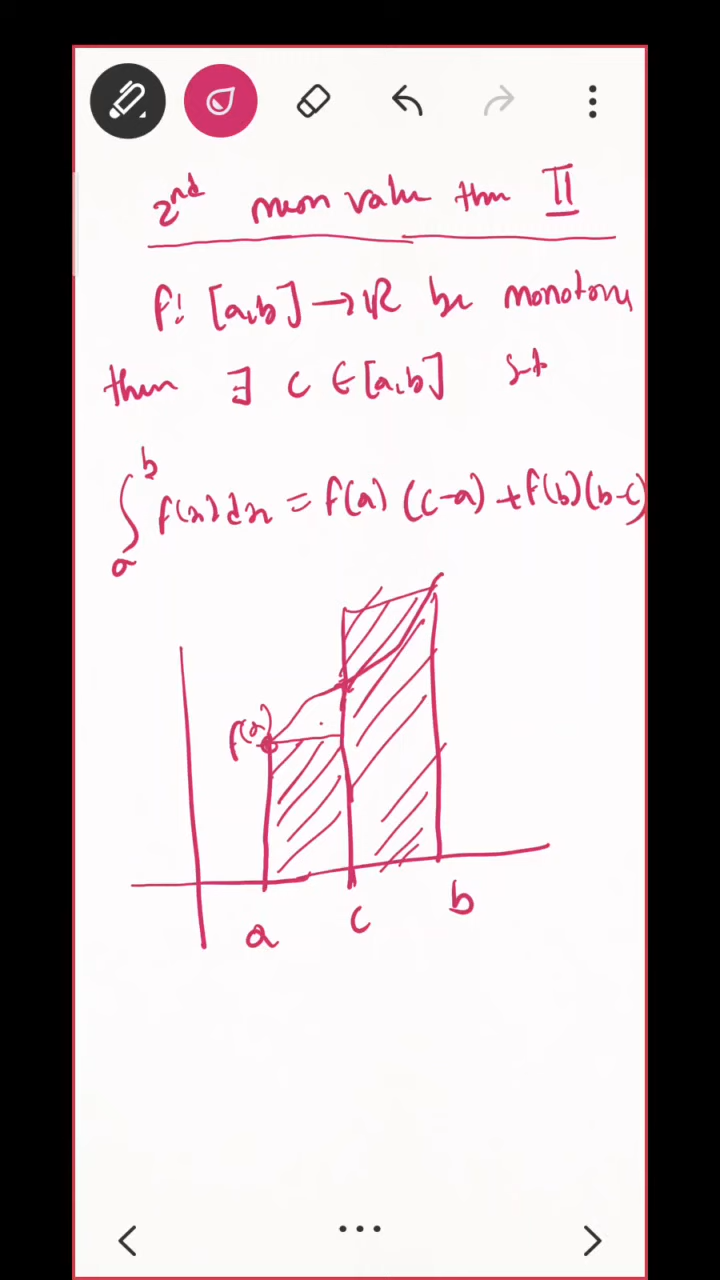 2nd mean value thm II
f: [a,b] → ℝ be monotone
then ∃ c ∈ [a,b] s.t
∫_a^b f(x)dx = f(a) (c-a) + f(b)(b-c)
f(a)
a c b